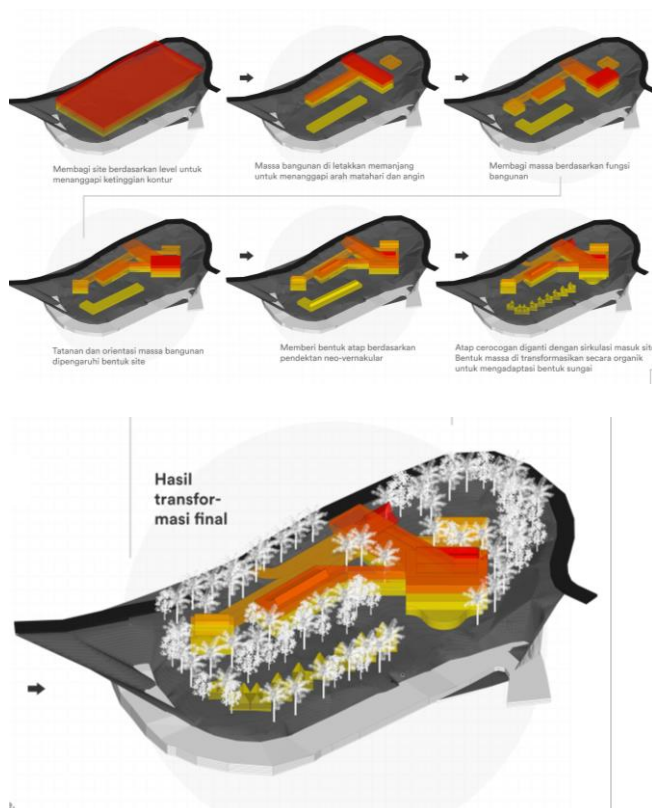 Membagi site berdasarkan level untuk
menanggapi ketinggian kontur
Massa bangunan di letakkan memanjang
untuk menanggapi arah matahari dan angin
Membagi massa berdasarkan fungsi
bangunan
Tatanan dan orientasi massa bangunan
dipengaruhi bentuk site
Memberi bentuk atap berdasarkan
pendektan neo-vernakular
Atap cerocogan diganti dengan sirkulasi masuk site
Bentuk massa di transformasikan secara organik
untuk mengadaptasi bentuk sungai
Hasil
transfor-
masi final